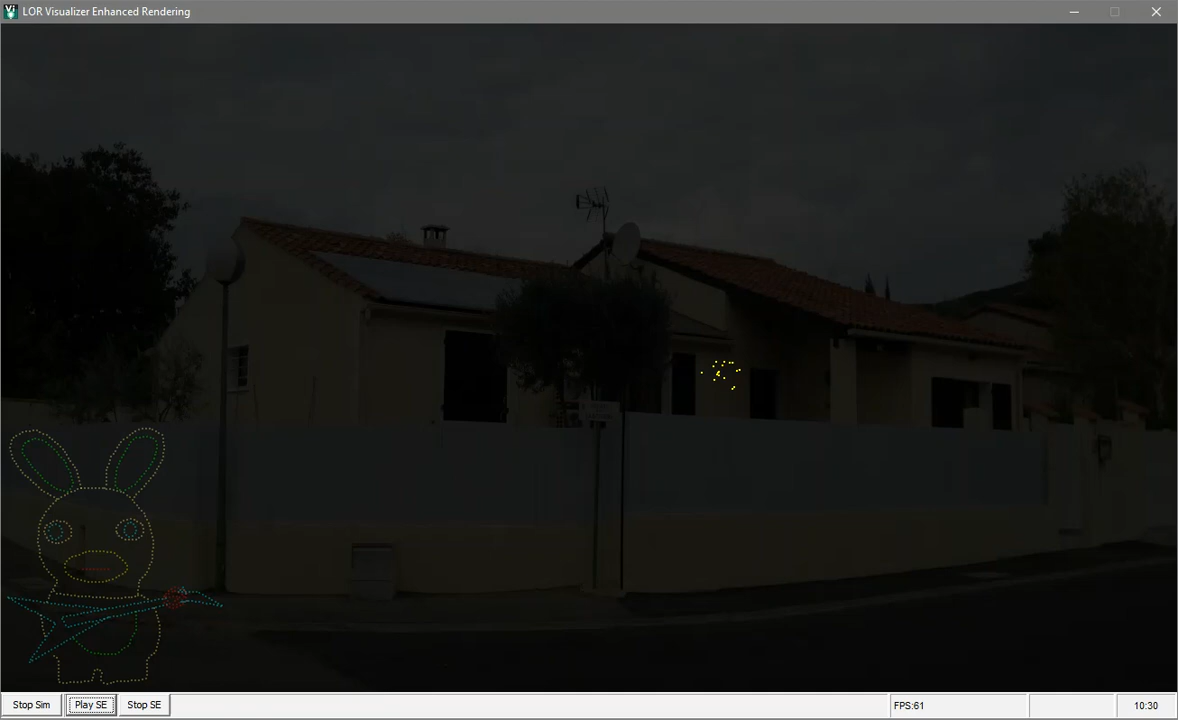 LOR Visualizer Enhanced Rendering
Stop Sim
Play SE
Stop SE
FPS:61
10:30